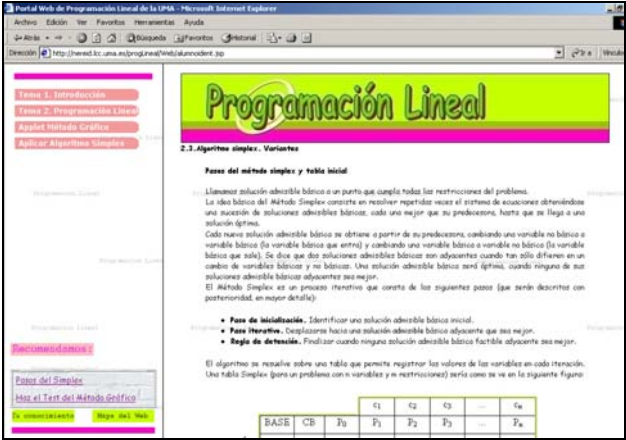 Portal Web de Programación Lineal de la UMA - Microsoft Internet Explorer
Archivo Edición Ver Favoritos Herramientas Ayuda
Atrás Búsqueda Favoritos Historial
Dirección http://nereid.lcc.uma.es/progLineal/Web/alumnoident.jsp Ir a Vínculos
Tema 1. Introducción
Tema 2. Programación Lineal
Applet Método Gráfico
Aplicar Algoritmo Simplex
Recomendamos:
Pasos del Simplex
Haz el Test del Método Gráfico
Tu conocimiento Mapa del Web
Programación Lineal
2.3.Algoritmo simplex. Variantes
Pasos del método simplex y tabla inicial
Llamamos solución admisible básica a un punto que cumpla todas las restricciones del problema.
La idea básica del Método Simplex consiste en resolver repetidas veces el sistema de ecuaciones obteniéndose
una sucesión de soluciones admisibles básicas, cada una mejor que su predecesora, hasta que se llega a una
solución óptima.
Cada nueva solución admisible básica se obtiene a partir de su predecesora, cambiando una variable no básica a
variable básica (la variable básica que entra) y cambiando una variable básica a variable no básica (la variable
básica que sale). Se dice que dos soluciones admisibles básicas son adyacentes cuando tan sólo difieren en un
cambio de variables básicas y no básicas. Una solución admisible básica será óptima, cuando ninguna de sus
soluciones admisibles básicas adyacentes sea mejor.
El Método Simplex es un proceso iterativo que consta de los siguientes pasos (que serán descritos con
posterioridad, en mayor detalle):
• Paso de inicialización. Identificar una solución admisible básica inicial.
• Paso iterativo. Desplazarse hacia una solución admisible básica adyacente que sea mejor.
• Regla de detención. Finalizar cuando ninguna solución admisible básica factible adyacente sea mejor.
El algoritmo se resuelve sobre una tabla que permite registrar los valores de las variables en cada iteración.
Una tabla Simplex (para un problema con n variables y m restricciones) sería como se ve en la siguiente figura:
c1 c2 c3 ... cn
BASE CB P0 P1 P2 P3 ... Pn